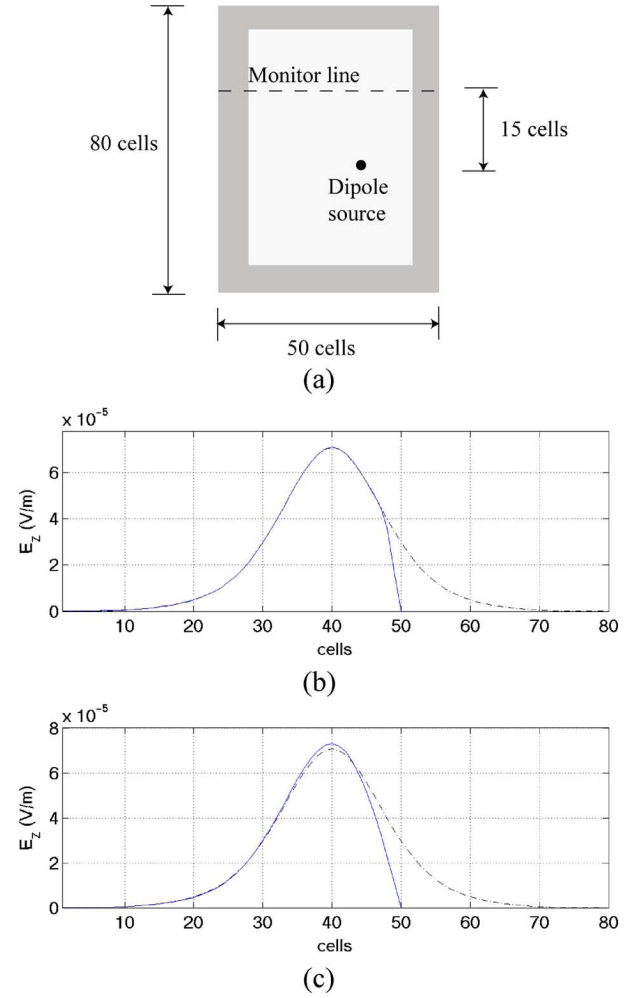 Monitor line
80 cells
15 cells
Dipole
source
50 cells
(a)
x 10⁻⁵
6
4
2
0
E_Z (V/m)
10 20 30 40 50 60 70 80
cells
(b)
x 10⁻⁵
8
6
4
2
0
E_Z (V/m)
10 20 30 40 50 60 70 80
cells
(c)